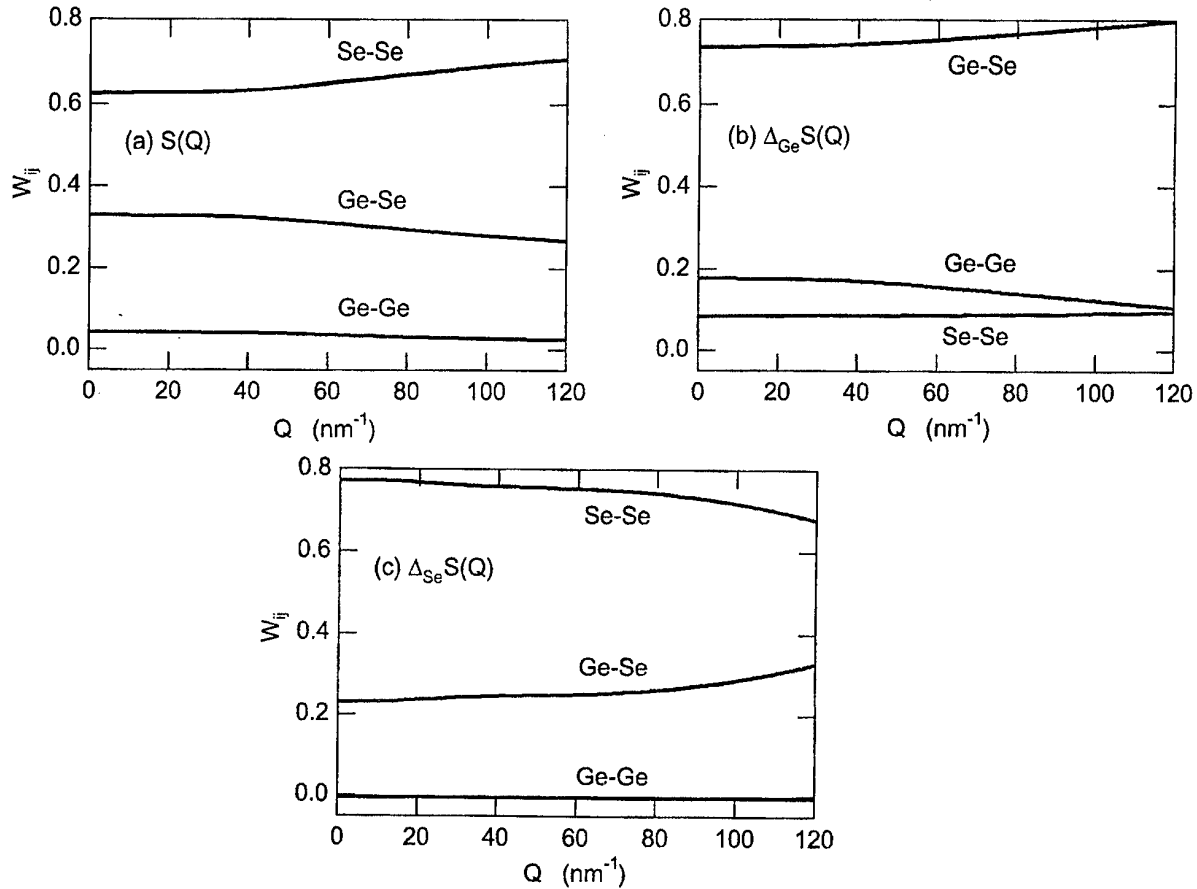 0.8
Se-Se
0.6
(a) S(Q)
W_ij
0.4
Ge-Se
0.2
Ge-Ge
0.0
0 20 40 60 80 100 120
Q (nm⁻¹)
0.8
Ge-Se
0.6
(b) Δ_Ge S(Q)
W_ij
0.4
0.2
Ge-Ge
Se-Se
0.0
0 20 40 60 80 100 120
Q (nm⁻¹)
0.8
Se-Se
0.6
(c) Δ_Se S(Q)
W_ij
0.4
Ge-Se
0.2
Ge-Ge
0.0
0 20 40 60 80 100 120
Q (nm⁻¹)